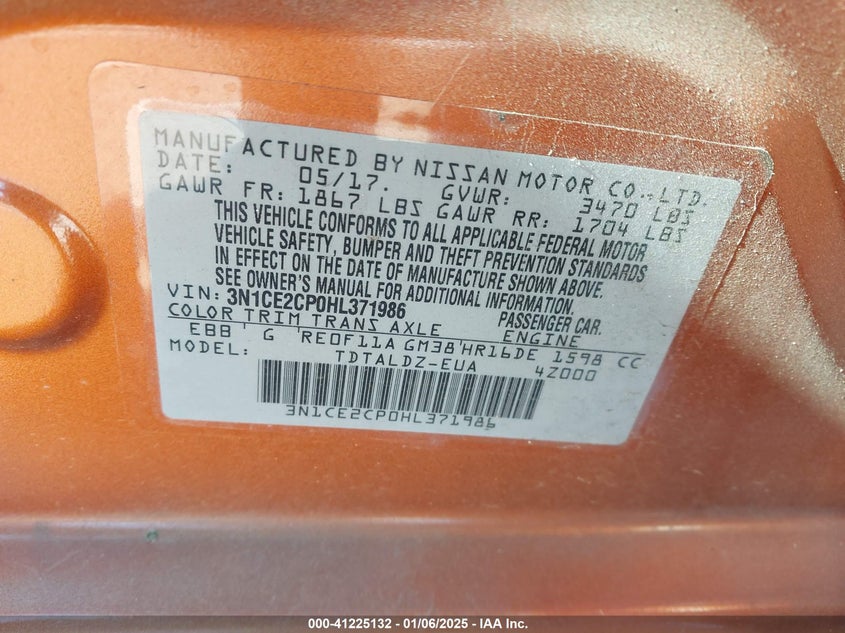 MANUFACTURED BY NISSAN MOTOR CO.,LTD.
DATE: 05/17. GVWR: 3470 LBS
GAWR FR: 1867 LBS GAWR RR: 1704 LBS
THIS VEHICLE CONFORMS TO ALL APPLICABLE FEDERAL MOTOR
VEHICLE SAFETY, BUMPER AND THEFT PREVENTION STANDARDS
IN EFFECT ON THE DATE OF MANUFACTURE SHOWN ABOVE.
SEE OWNER'S MANUAL FOR ADDITIONAL INFORMATION.
VIN: 3N1CE2CP0HL371986 PASSENGER CAR.
COLOR TRIM TRANS AXLE ENGINE
EBB G RE0F11A GM38 HR16DE 1598 CC
MODEL: TDTALDZ-EUA 4Z000
3N1CE2CP0HL371986
000-41225132 - 01/06/2025 - IAA Inc.